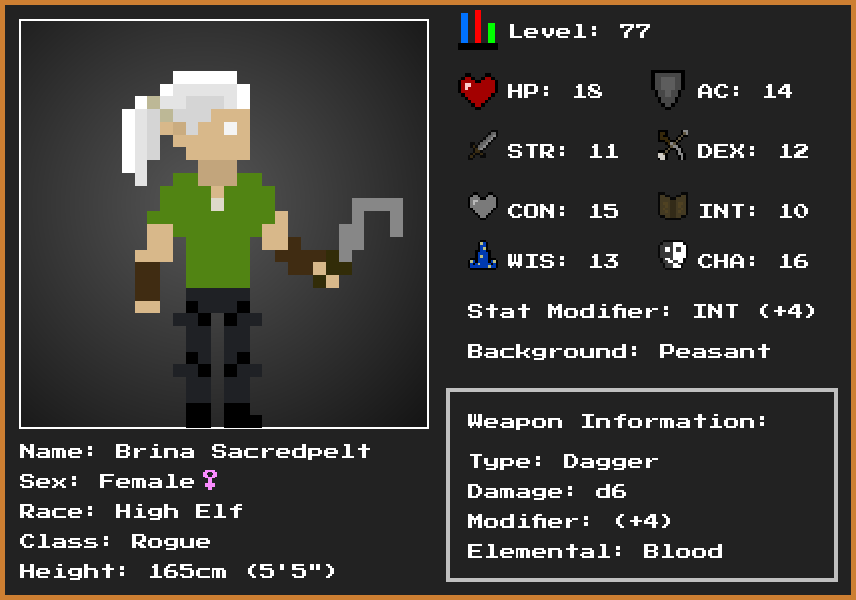 Level: 77
HP: 18
AC: 14
STR: 11
DEX: 12
CON: 15
INT: 10
WIS: 13
CHA: 16
Stat Modifier: INT (+4)
Background: Peasant
Weapon Information:
Type: Dagger
Damage: d6
Modifier: (+4)
Elemental: Blood
Name: Brina Sacredpelt
Sex: Female♀
Race: High Elf
Class: Rogue
Height: 165cm (5'5")